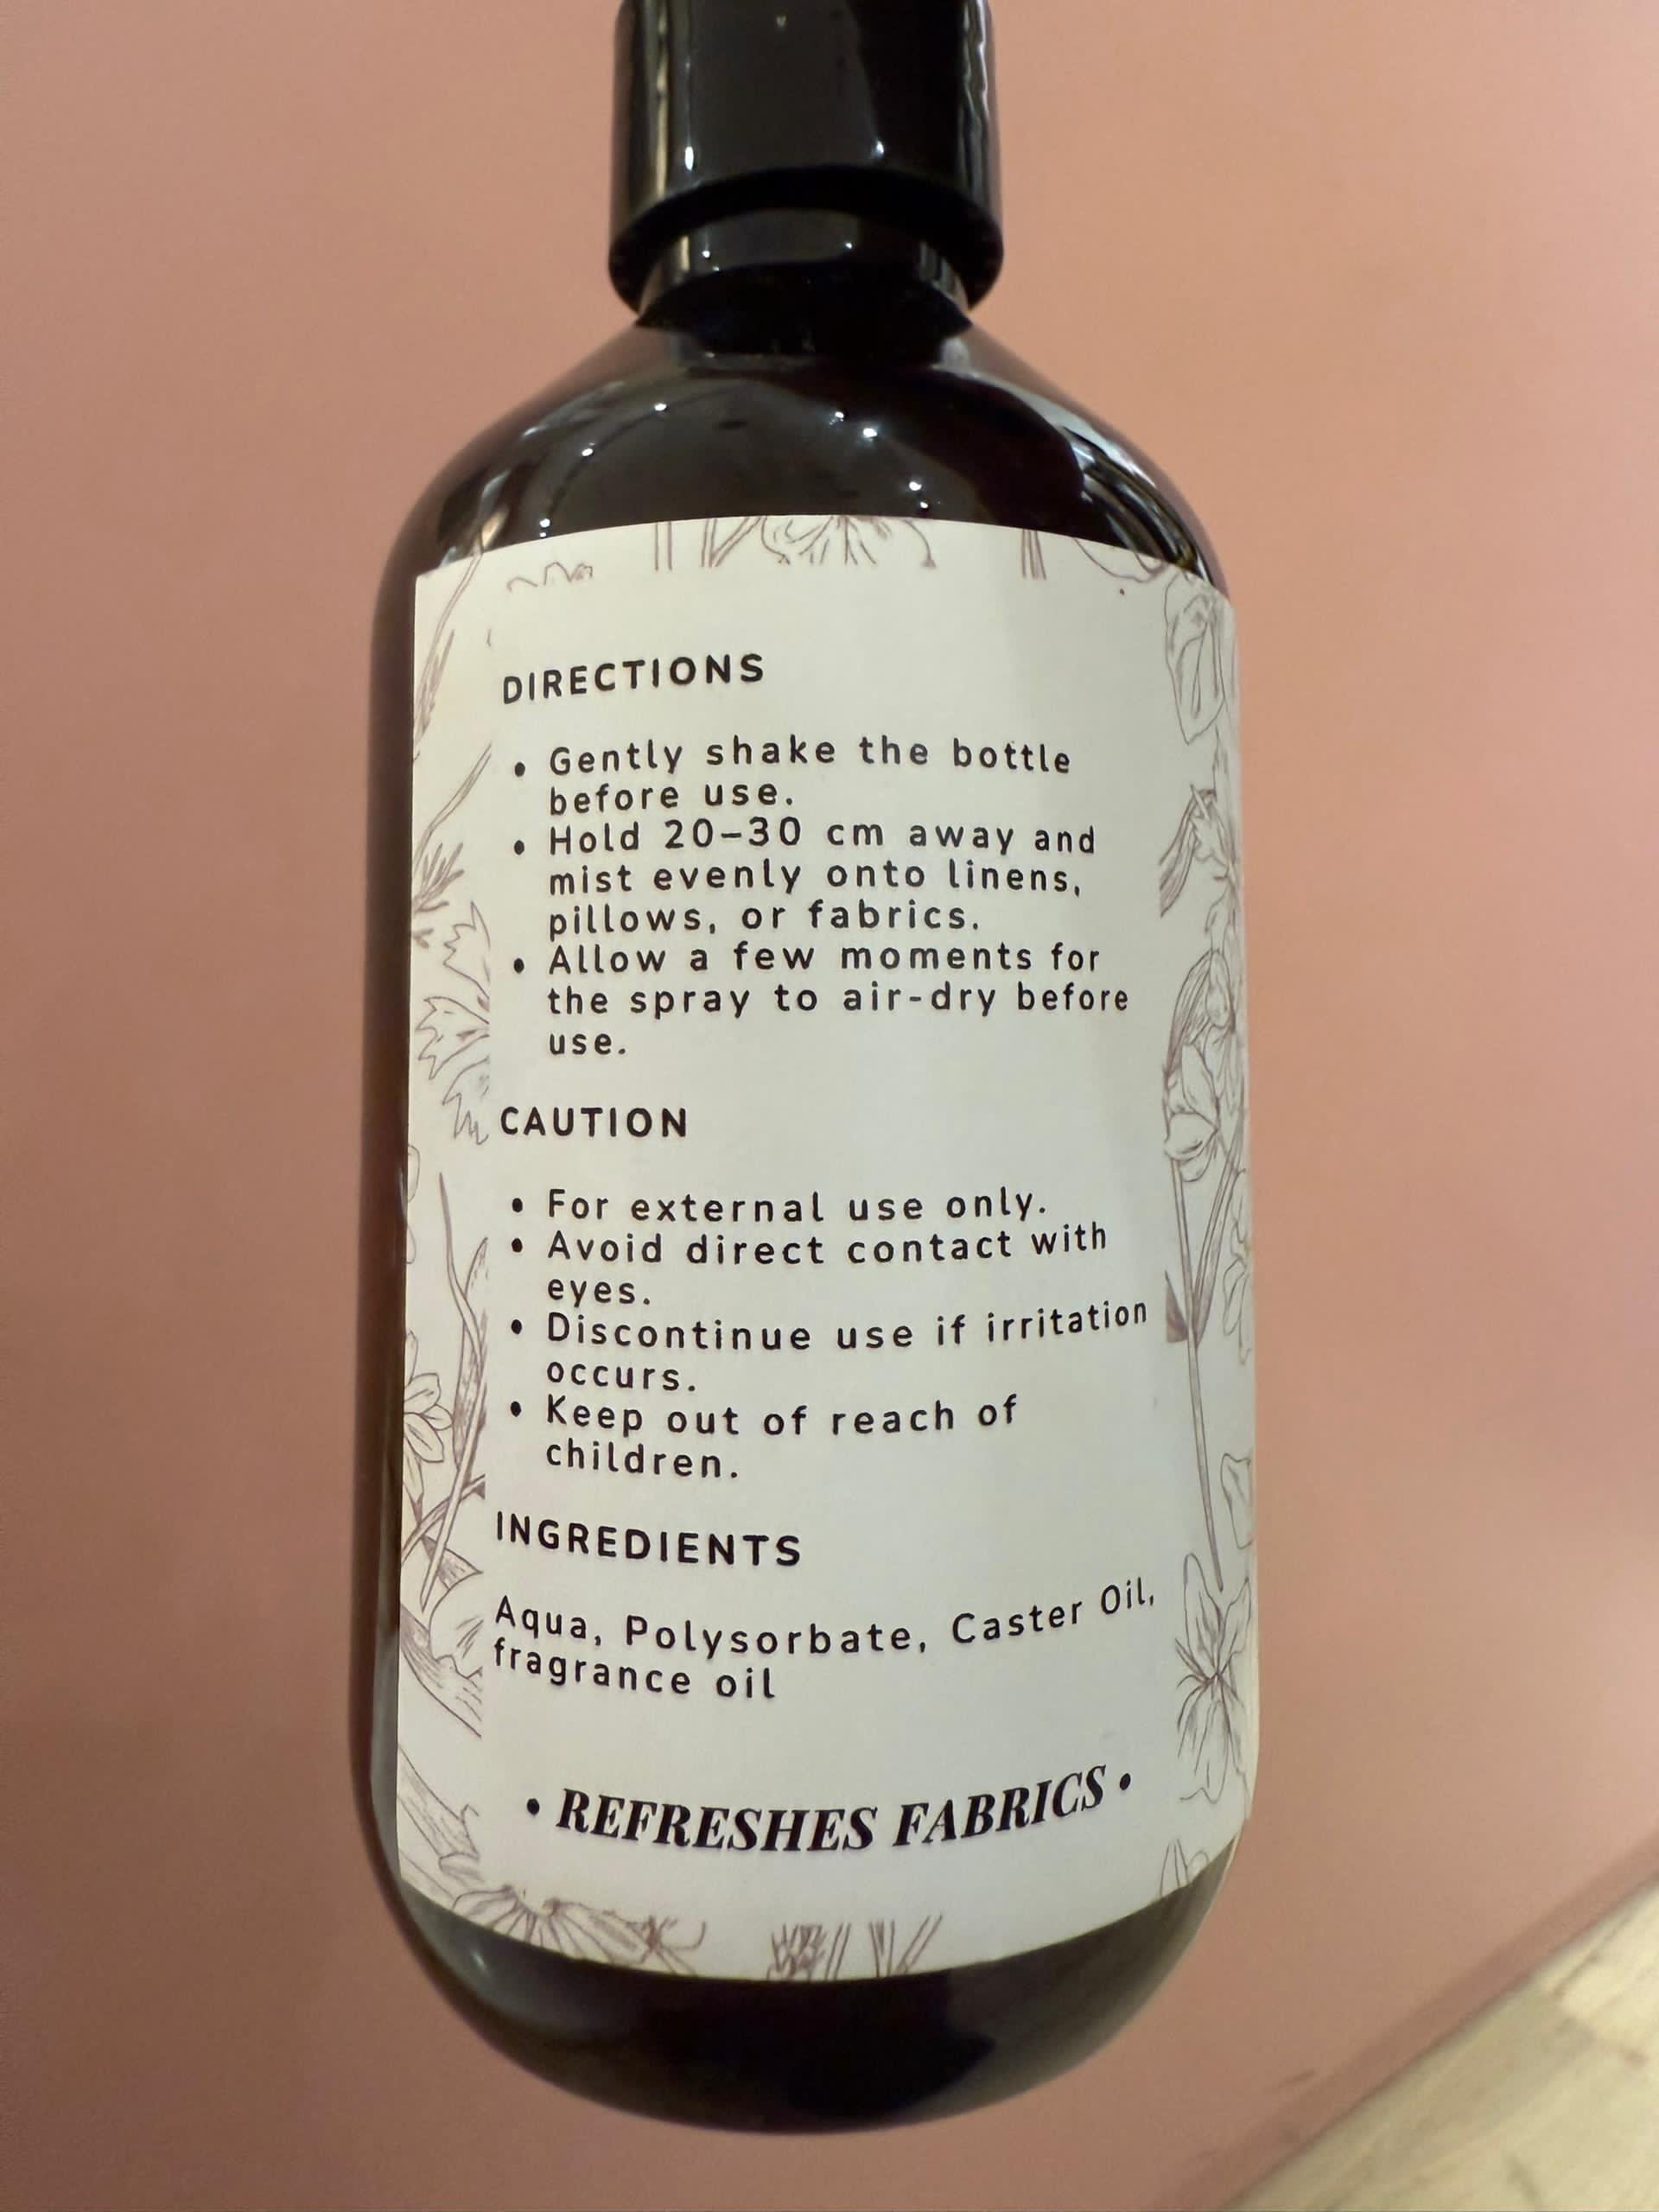 DIRECTIONS
• Gently shake the bottle
before use.
• Hold 20–30 cm away and
mist evenly onto linens,
pillows, or fabrics.
• Allow a few moments for
the spray to air-dry before
use.
CAUTION
• For external use only.
• Avoid direct contact with
eyes.
• Discontinue use if irritation
occurs.
• Keep out of reach of
children.
INGREDIENTS
Aqua, Polysorbate, Caster Oil,
fragrance oil
• REFRESHES FABRICS •